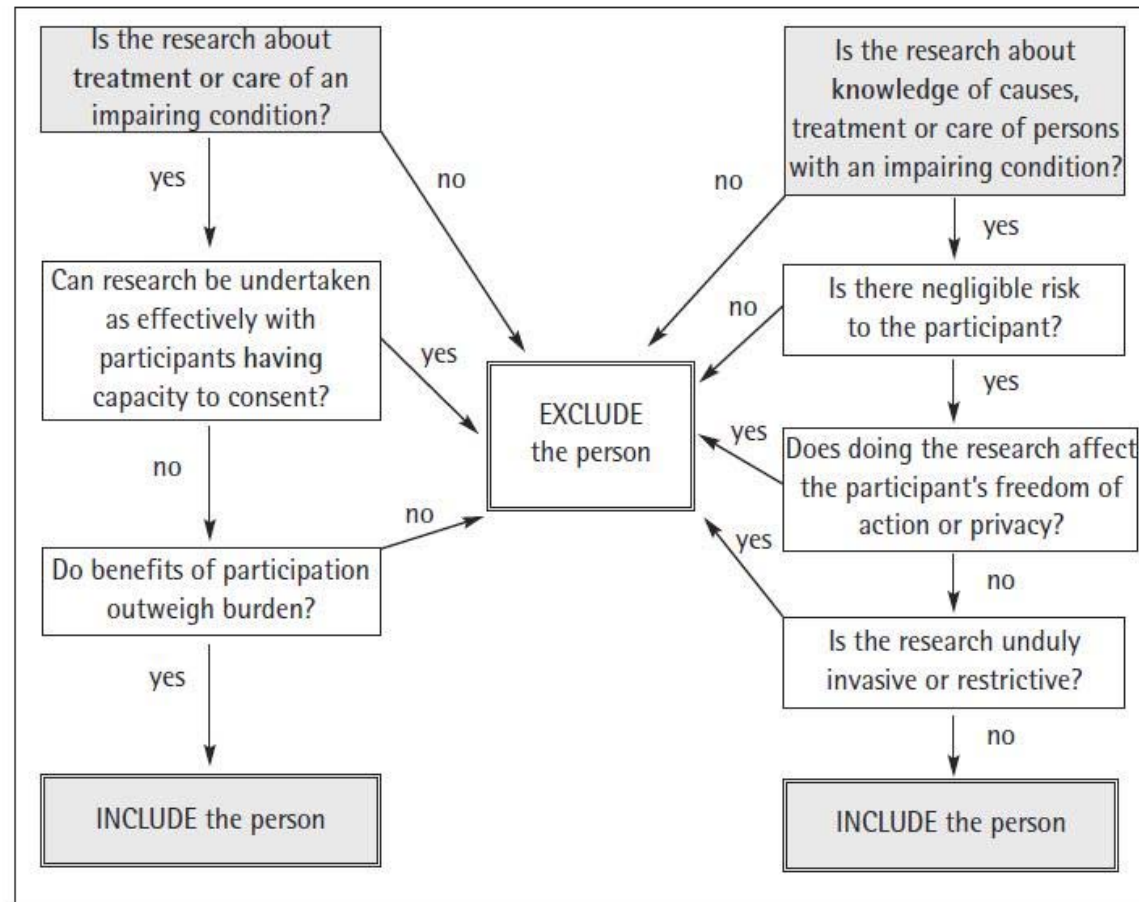 Is the research about
treatment or care of an
impairing condition?
yes
no
Can research be undertaken
as effectively with
participants having
capacity to consent?
yes
no
Do benefits of participation
outweigh burden?
no
yes
INCLUDE the person
EXCLUDE
the person
Is the research about
knowledge of causes,
treatment or care of persons
with an impairing condition?
no
yes
Is there negligible risk
to the participant?
no
yes
Does doing the research affect
the participant's freedom of
action or privacy?
yes
no
Is the research unduly
invasive or restrictive?
yes
no
INCLUDE the person